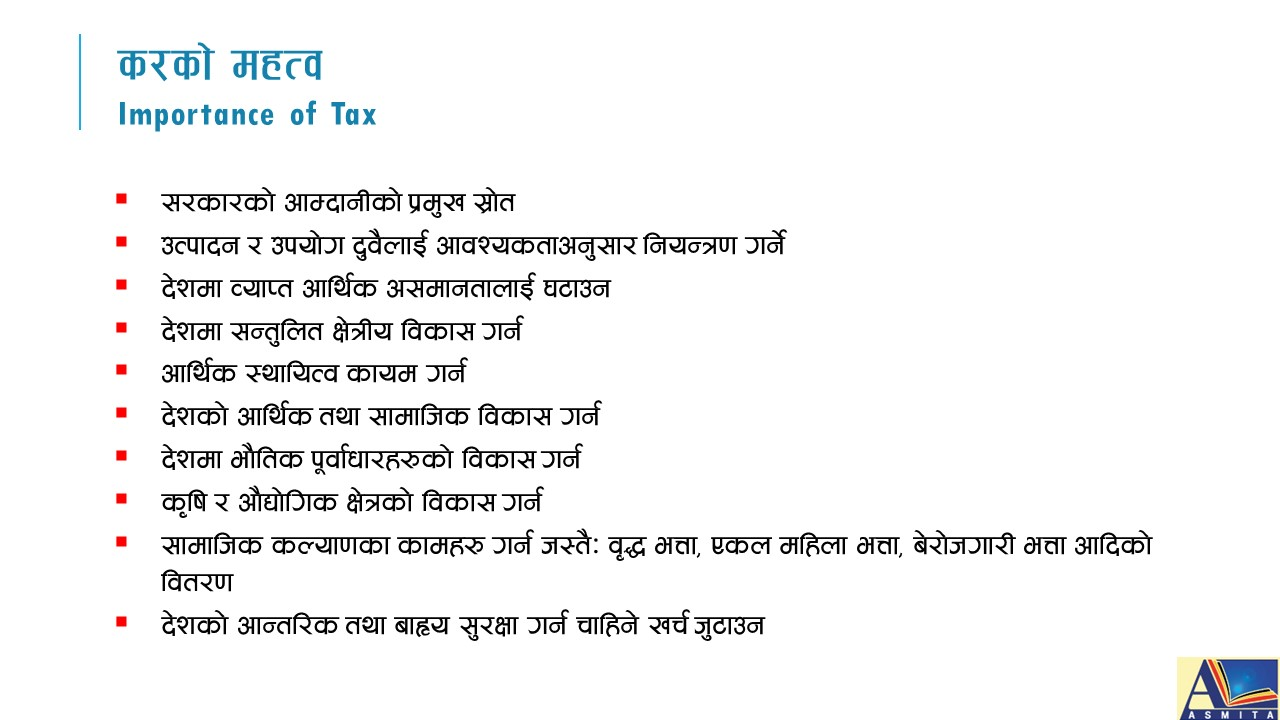 करको महत्व
Importance of Tax
सरकारको आम्दानीको प्रमुख स्रोत
उत्पादन र उपयोग दुवैलाई आवश्यकताअनुसार नियन्त्रण गर्ने
देशमा व्याप्त आर्थिक असमानतालाई घटाउन
देशमा सन्तुलित क्षेत्रीय विकास गर्न
आर्थिक स्थायित्व कायम गर्न
देशको आर्थिक तथा सामाजिक विकास गर्न
देशमा भौतिक पूर्वाधारहरुको विकास गर्न
कृषि र औद्योगिक क्षेत्रको विकास गर्न
सामाजिक कल्याणका कामहरु गर्न जस्तैः वृद्ध भत्ता, एकल महिला भत्ता, बेरोजगारी भत्ता आदिको
वितरण
देशको आन्तरिक तथा बाह्य सुरक्षा गर्न चाहिने खर्च जुटाउन
ASMITA